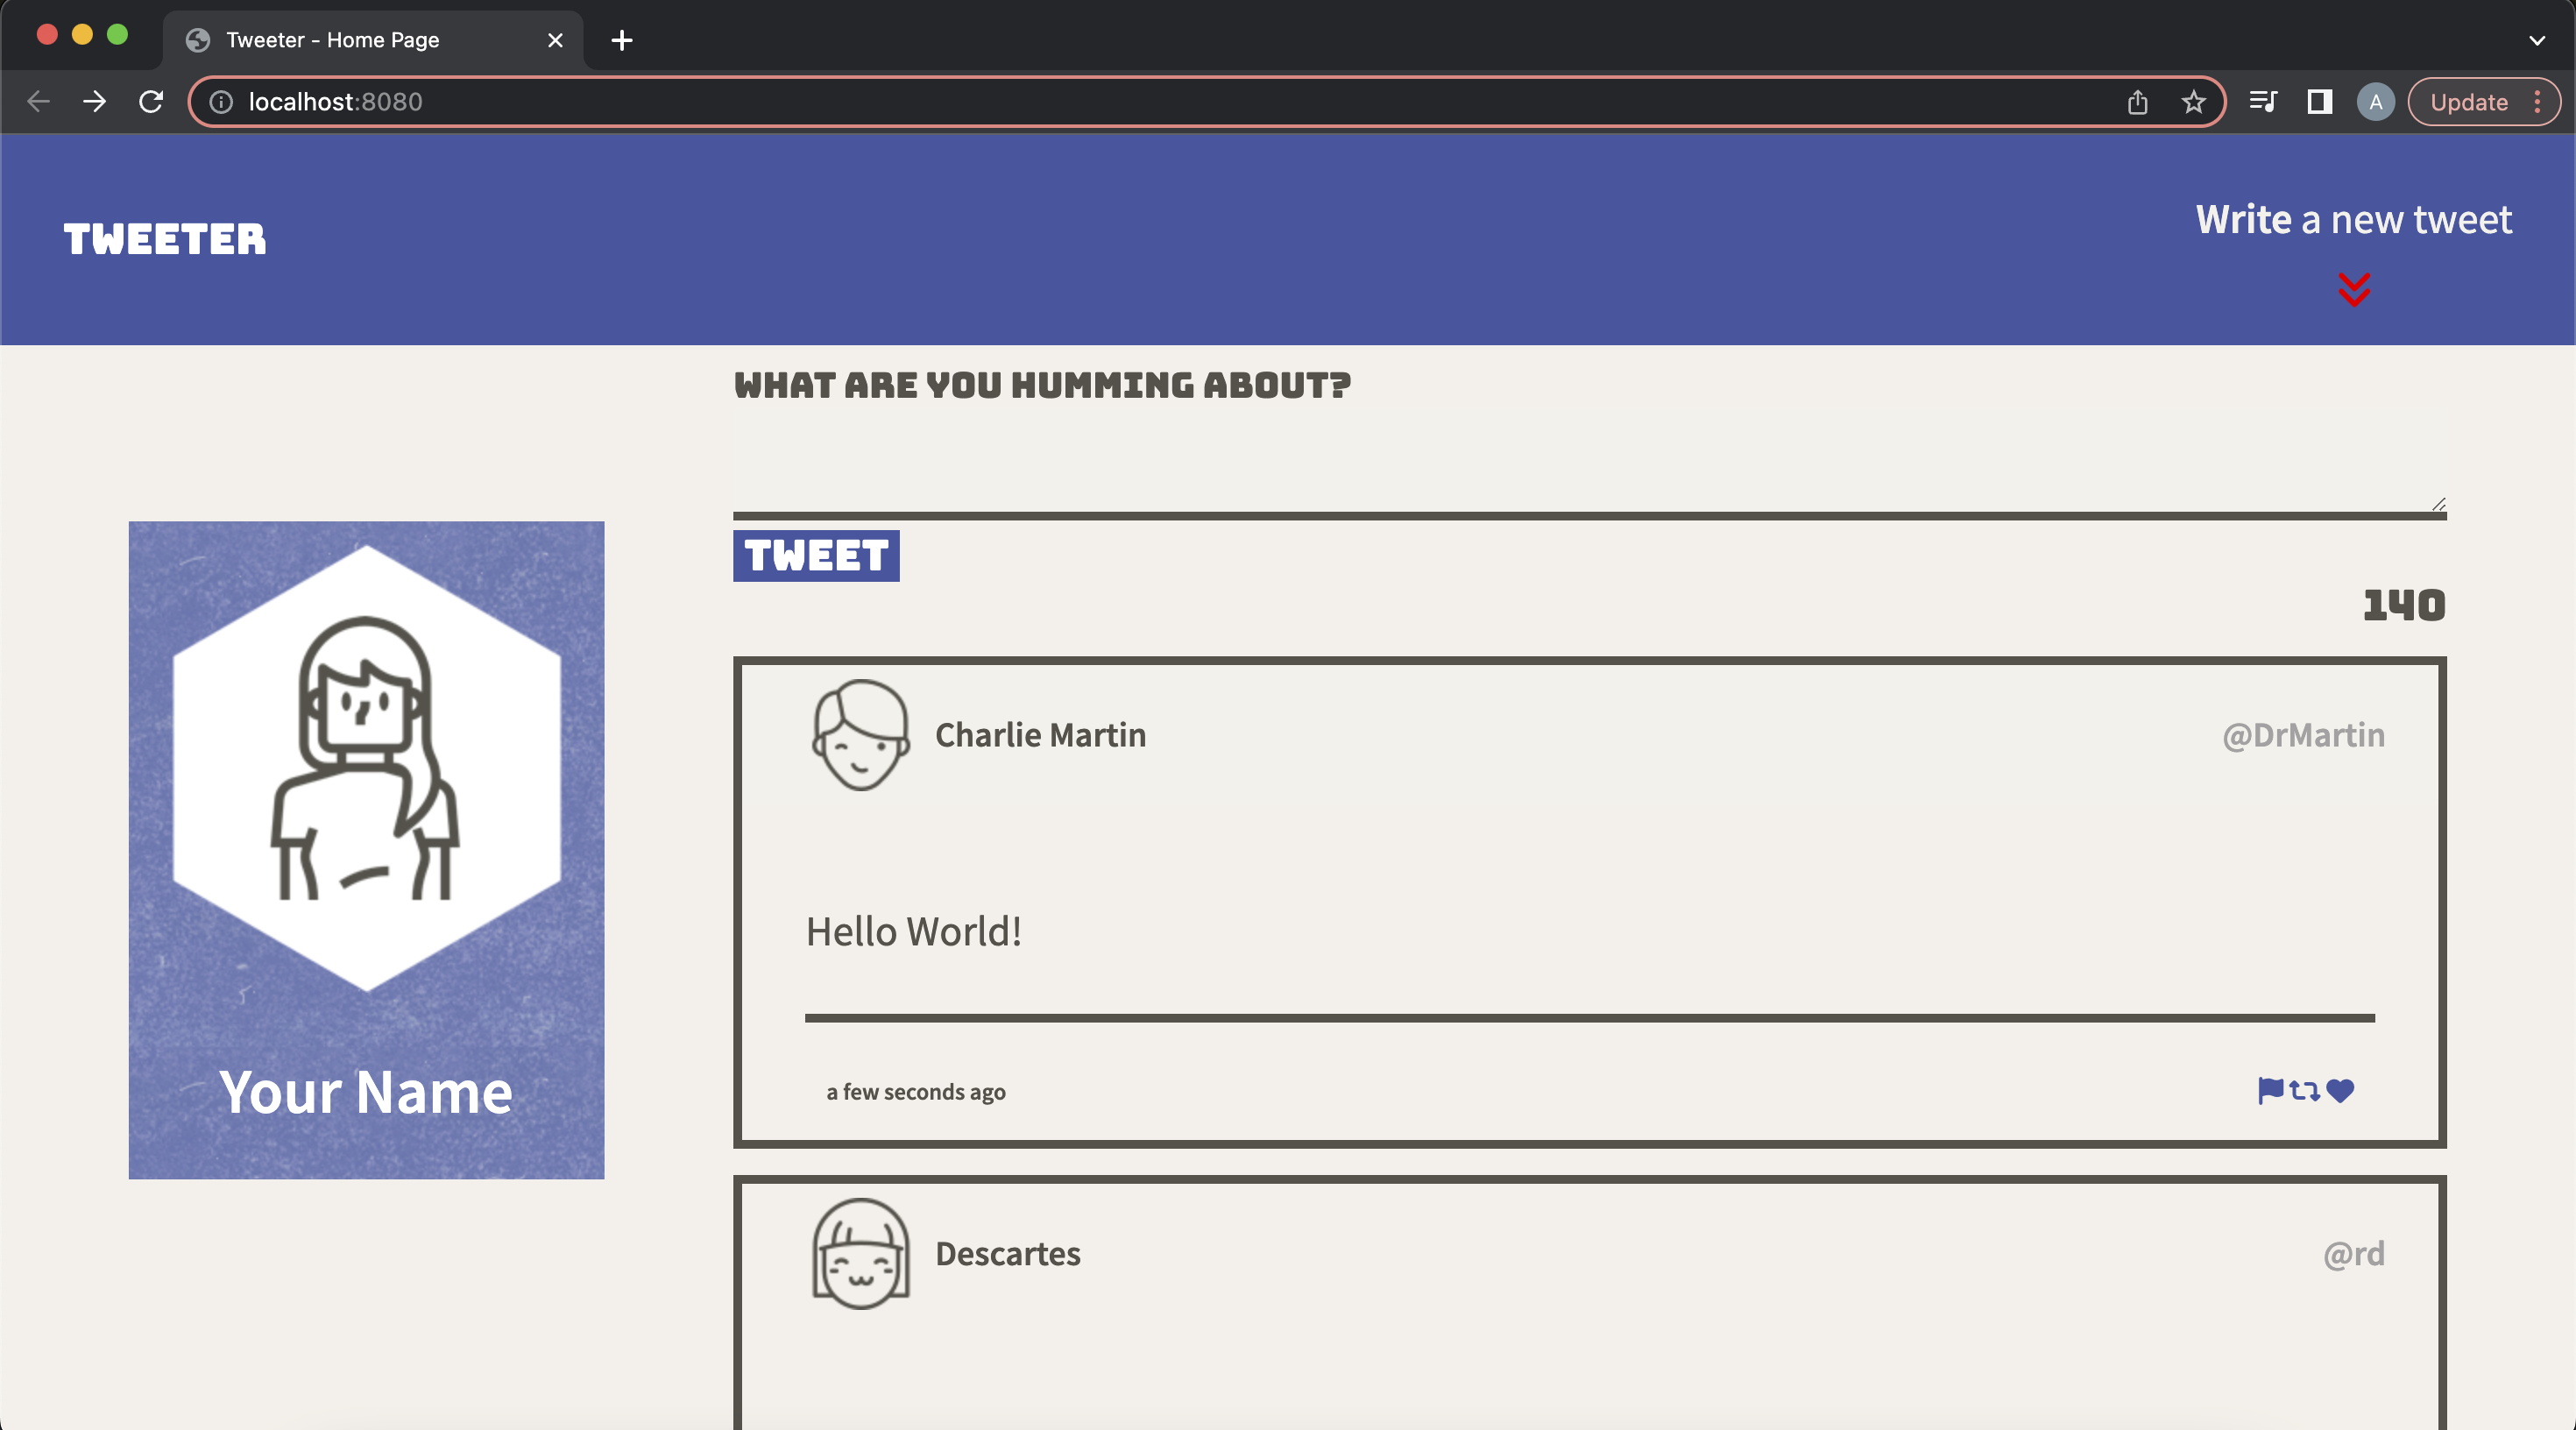 Tweeter - Home Page
localhost:8080
A
Update
TWEETER
Write a new tweet
WHAT ARE YOU HUMMING ABOUT?
TWEET
140
Your Name
Charlie Martin
@DrMartin
Hello World!
a few seconds ago
Descartes
@rd